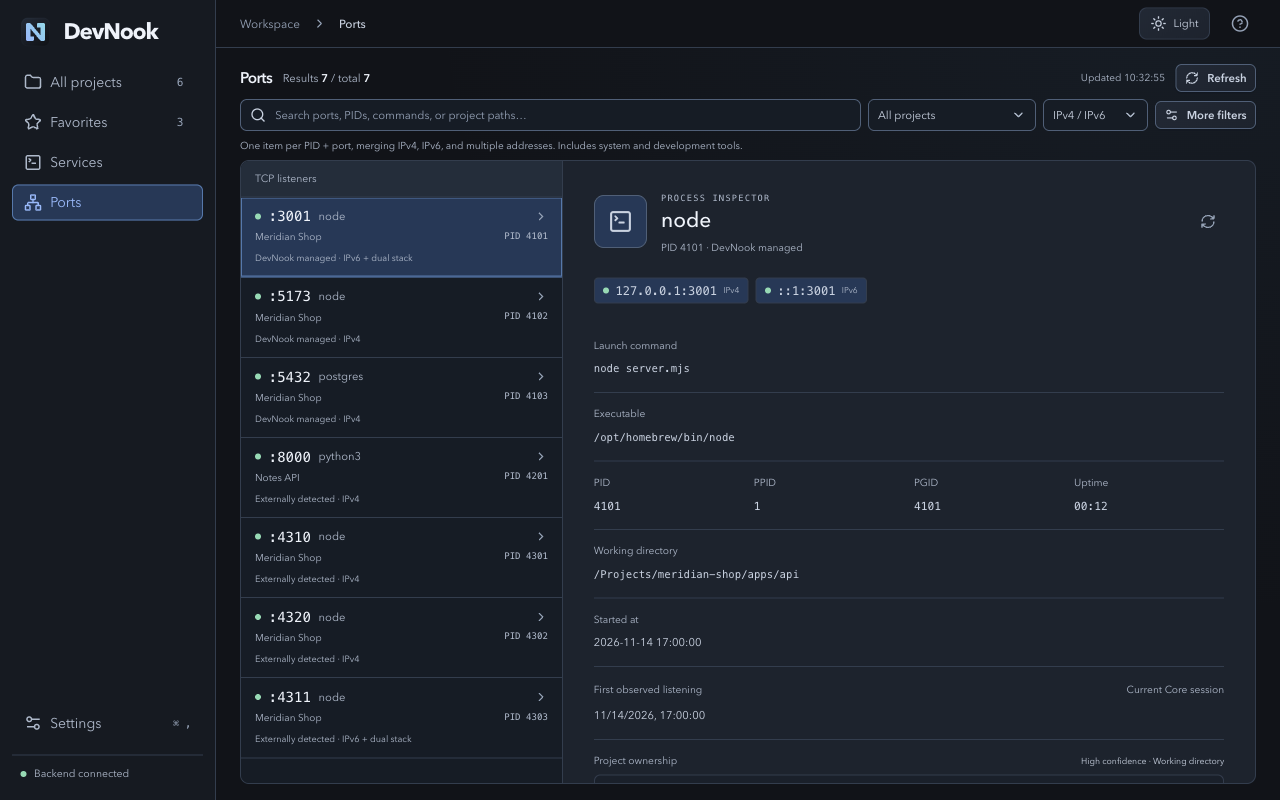 DevNook
All projects 6
Favorites 3
Services
Ports
Settings ⌘ ,
Backend connected
Workspace > Ports
Light
Ports Results 7 / total 7
Updated 10:32:55 Refresh
Search ports, PIDs, commands, or project paths…
All projects
IPv4 / IPv6
More filters
One item per PID + port, merging IPv4, IPv6, and multiple addresses. Includes system and development tools.
TCP listeners
:3001 node
Meridian Shop PID 4101
DevNook managed · IPv6 + dual stack
:5173 node
Meridian Shop PID 4102
DevNook managed · IPv4
:5432 postgres
Meridian Shop PID 4103
DevNook managed · IPv4
:8000 python3
Notes API PID 4201
Externally detected · IPv4
:4310 node
Meridian Shop PID 4301
Externally detected · IPv4
:4320 node
Meridian Shop PID 4302
Externally detected · IPv4
:4311 node
Meridian Shop PID 4303
Externally detected · IPv6 + dual stack
PROCESS INSPECTOR
node
PID 4101 · DevNook managed
127.0.0.1:3001 IPv4
::1:3001 IPv6
Launch command
node server.mjs
Executable
/opt/homebrew/bin/node
PID PPID PGID Uptime
4101 1 4101 00:12
Working directory
/Projects/meridian-shop/apps/api
Started at
2026-11-14 17:00:00
First observed listening Current Core session
11/14/2026, 17:00:00
Project ownership High confidence · Working directory